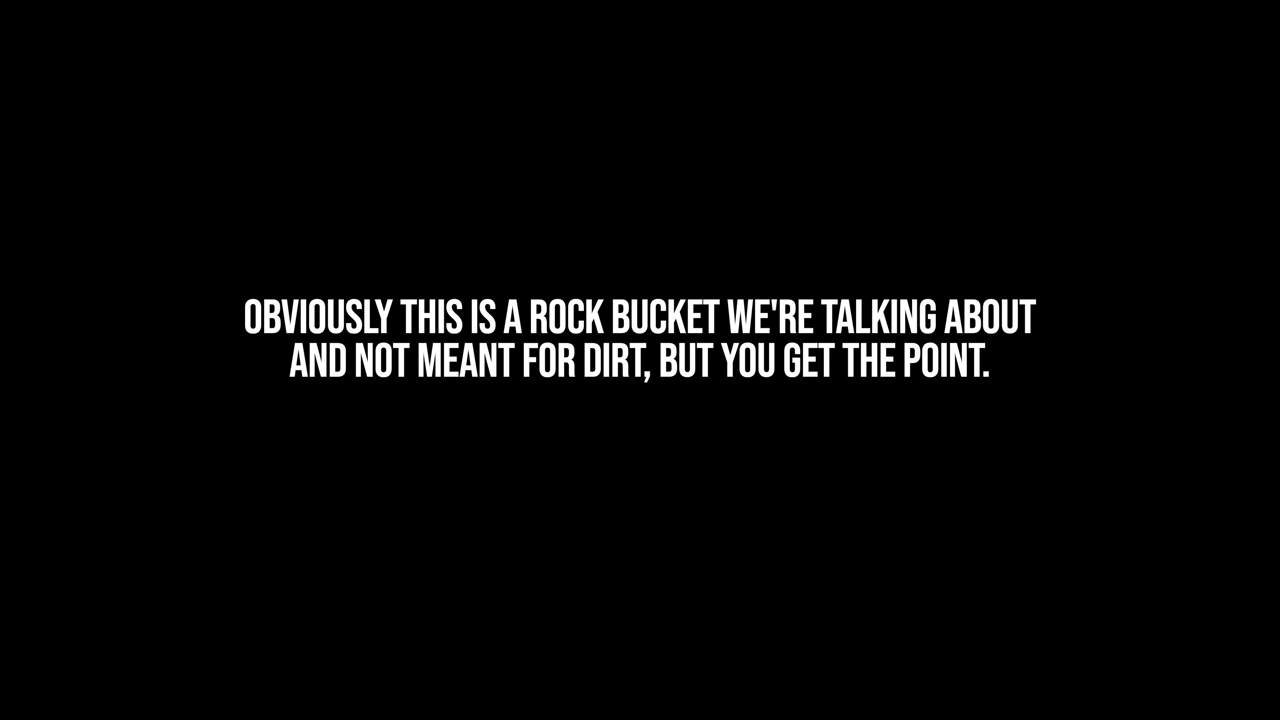 OBVIOUSLY THIS IS A ROCK BUCKET WE'RE TALKING ABOUT
AND NOT MEANT FOR DIRT, BUT YOU GET THE POINT.